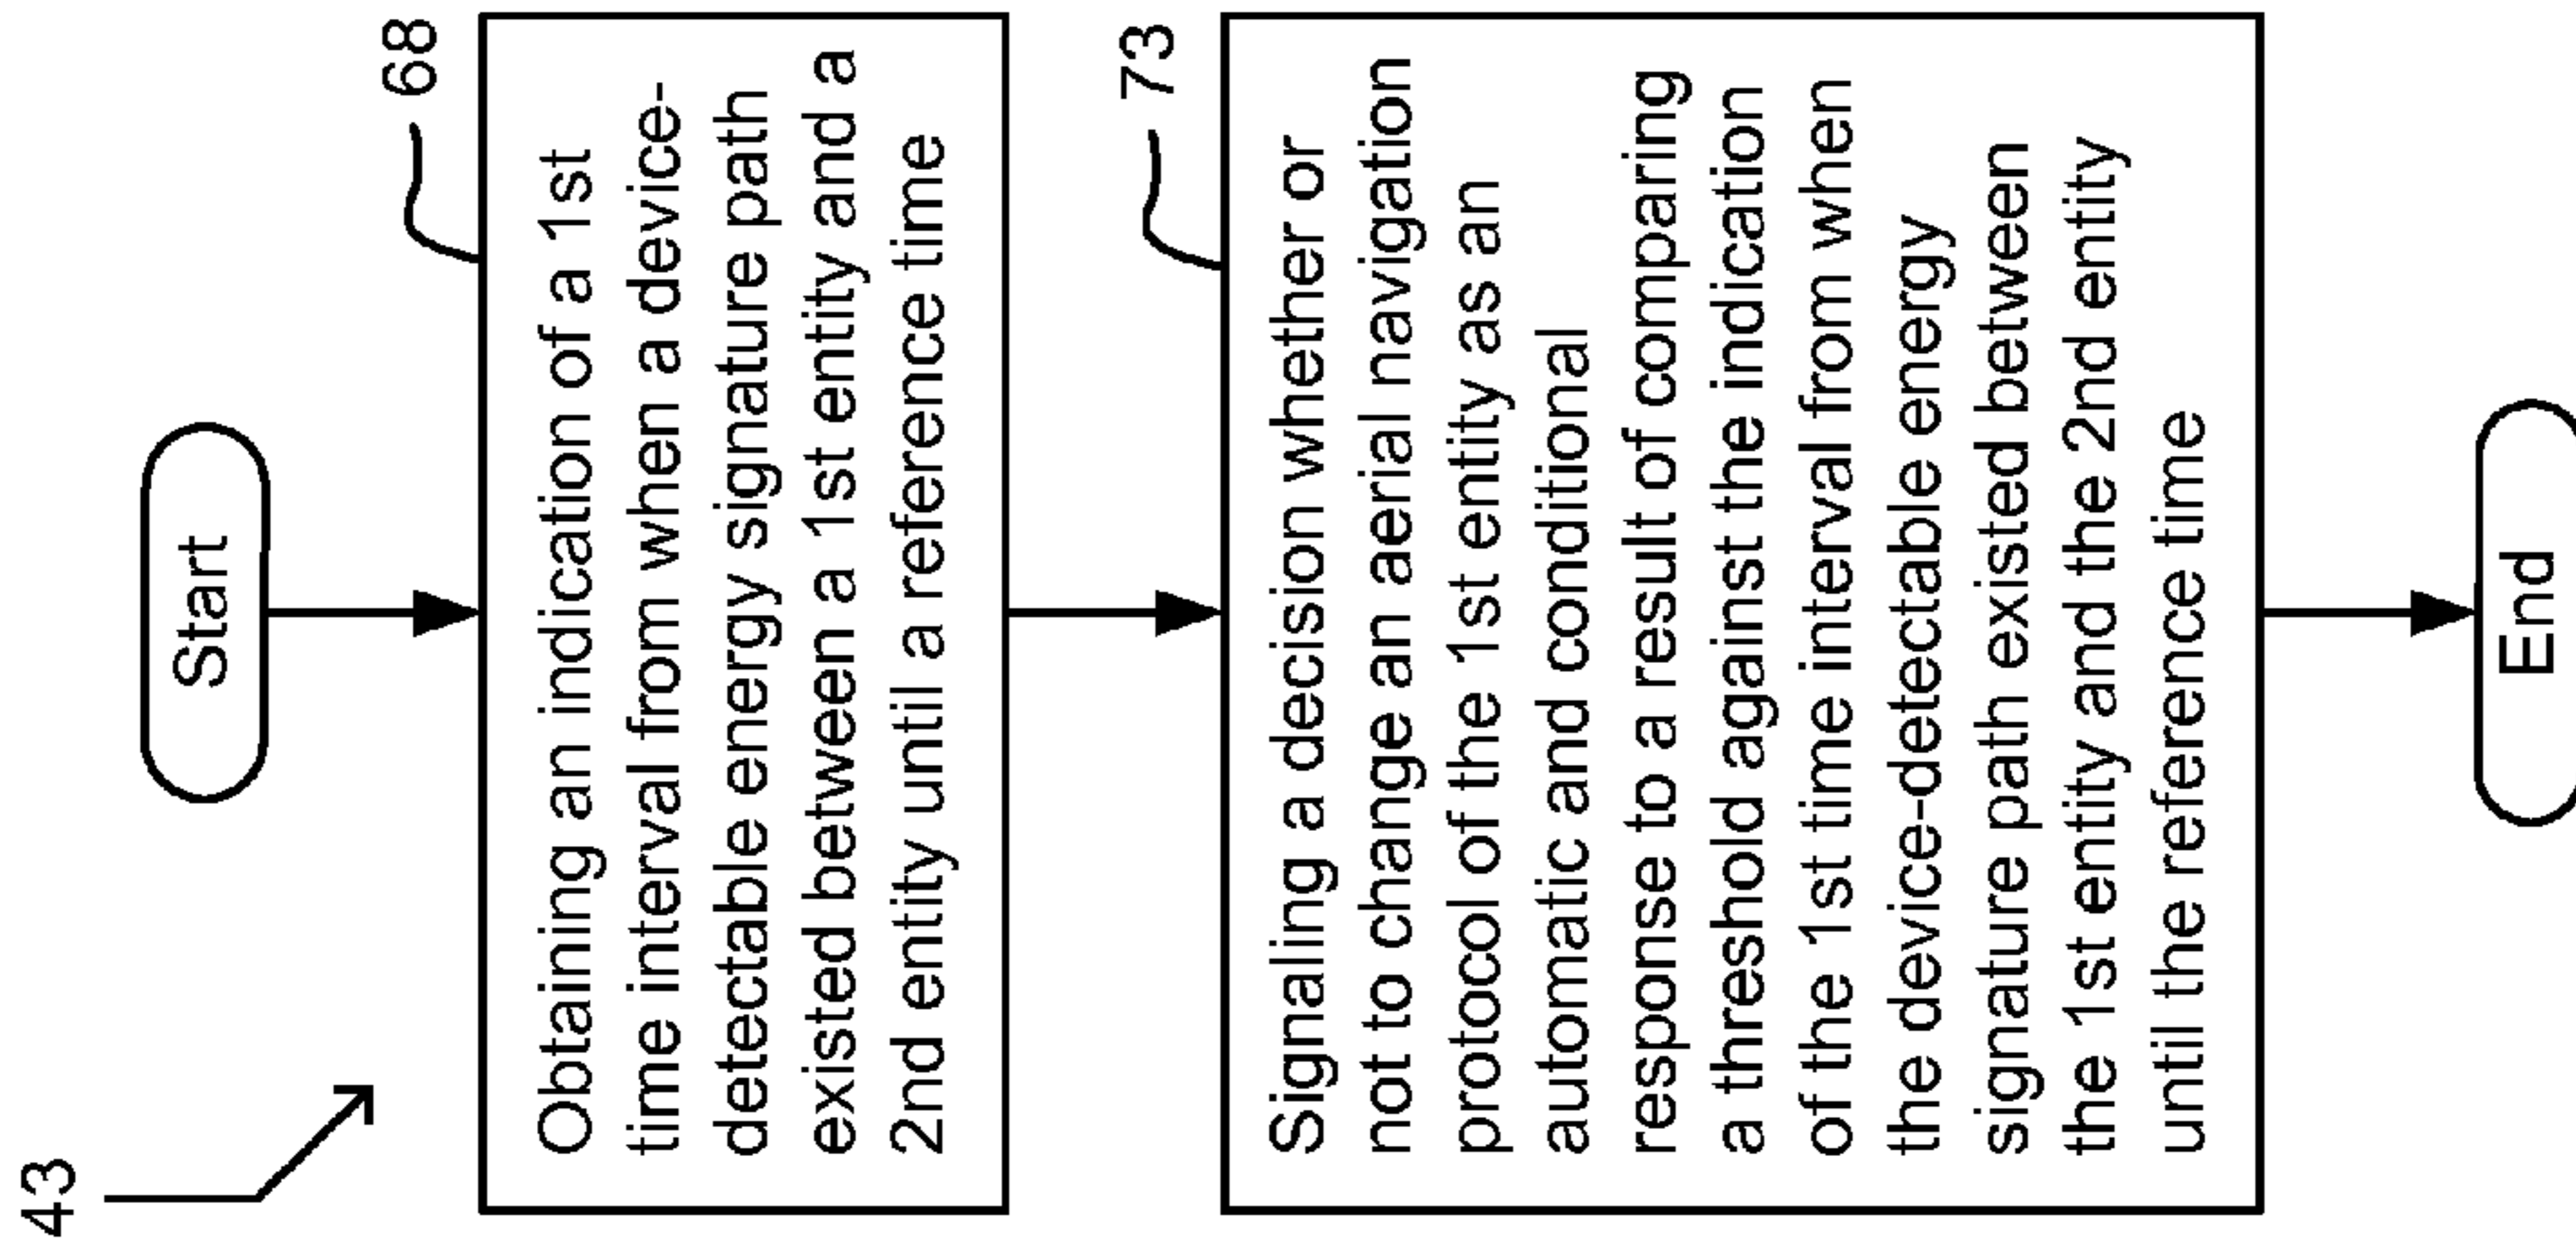 43
Start
68
Obtaining an indication of a 1st
time interval from when a device-
detectable energy signature path
existed between a 1st entity and a
2nd entity until a reference time
73
Signaling a decision whether or
not to change an aerial navigation
protocol of the 1st entity as an
automatic and conditional
response to a result of comparing
a threshold against the indication
of the 1st time interval from when
the device-detectable energy
signature path existed between
the 1st entity and the 2nd entity
until the reference time
End